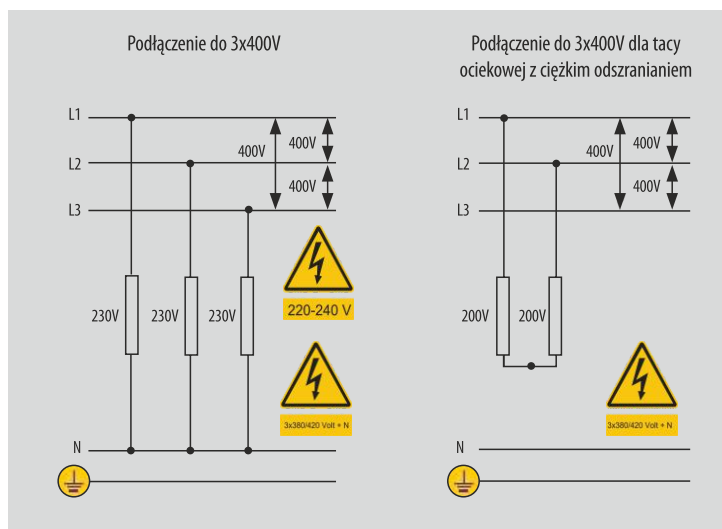 Podłączenie do 3x400V
L1
L2
L3
400V
400V
400V
230V
230V
230V
220-240 V
3x380/420 Volt + N
N
Podłączenie do 3x400V dla tacy
ociekowej z ciężkim odszranianiem
L1
L2
L3
400V
400V
400V
200V
200V
3x380/420 Volt + N
N